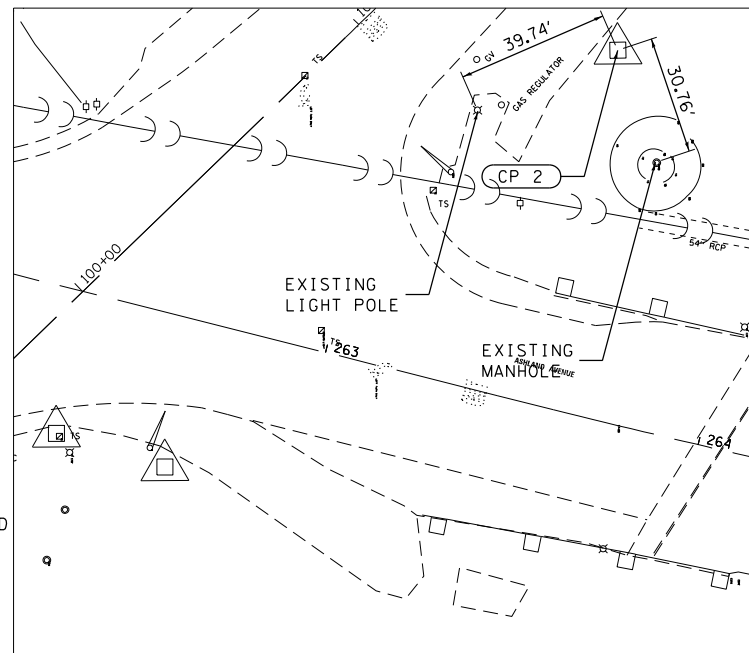 TS
39.74'
GV
GAS REGULATOR
30.76'
CP 2
TS
54" RCP
100+00
EXISTING
LIGHT POLE
TS
263
EXISTING
MANHOLE
ASHLAND AVENUE
264
TS
D